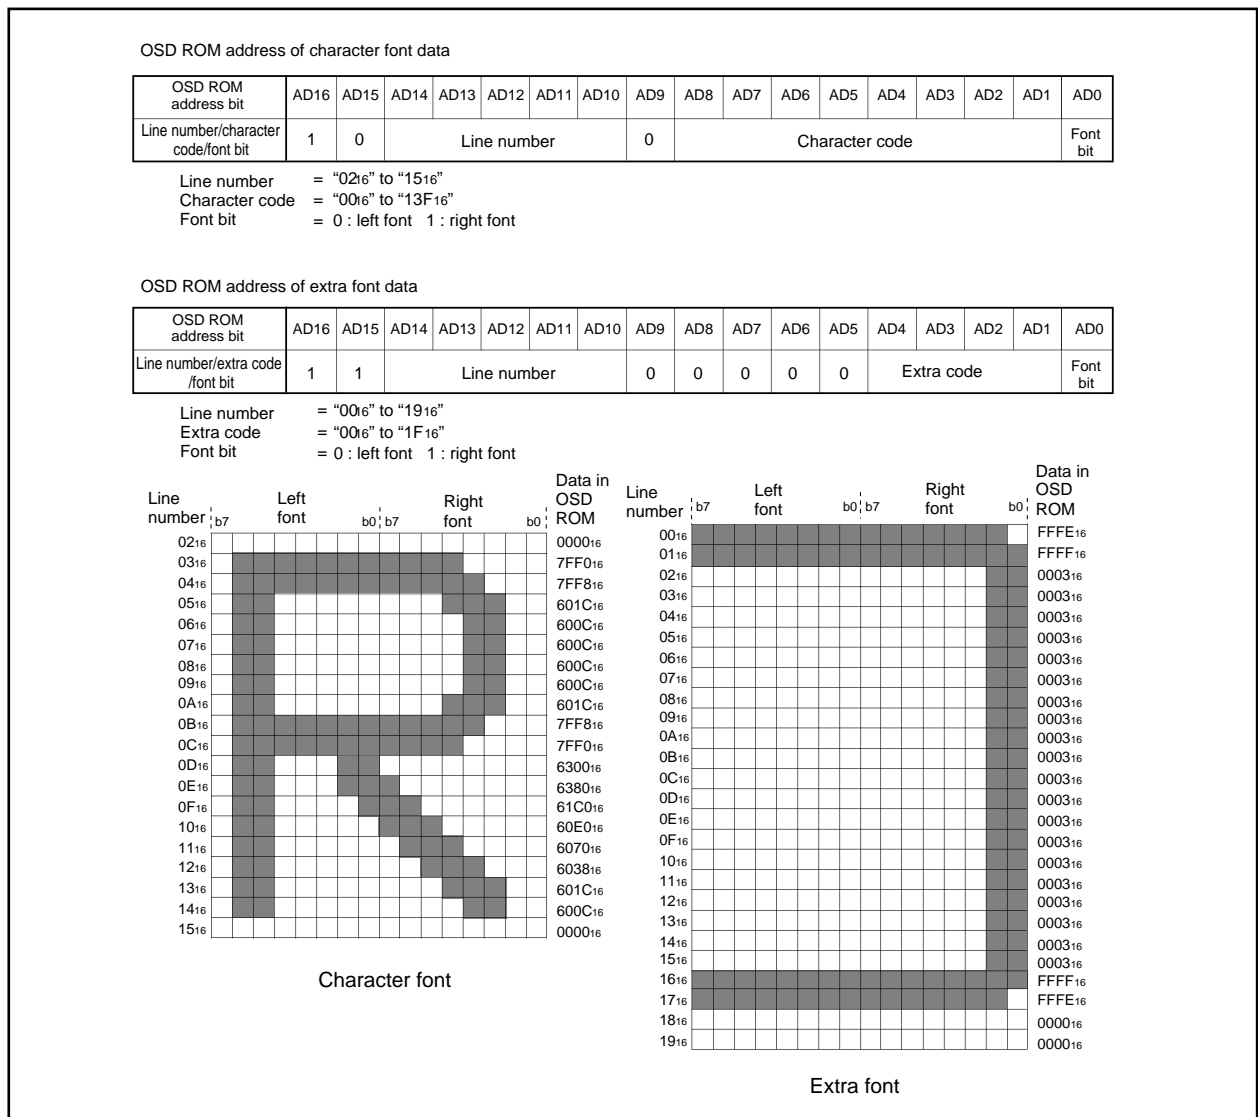 OSD ROM address of character font data
OSD ROM address bit AD16 AD15 AD14 AD13 AD12 AD11 AD10 AD9 AD8 AD7 AD6 AD5 AD4 AD3 AD2 AD1 AD0
Line number/character code/font bit 1 0 Line number 0 Character code Font bit
Line number = “0216” to “1516”
Character code = “0016” to “13F16”
Font bit = 0 : left font 1 : right font
OSD ROM address of extra font data
OSD ROM address bit AD16 AD15 AD14 AD13 AD12 AD11 AD10 AD9 AD8 AD7 AD6 AD5 AD4 AD3 AD2 AD1 AD0
Line number/extra code /font bit 1 1 Line number 0 0 0 0 0 Extra code Font bit
Line number = “0016” to “1916”
Extra code = “0016” to “1F16”
Font bit = 0 : left font 1 : right font
Line number b7 Left font b0 b7 Right font b0 Data in OSD ROM
0216 000016
0316 7FF016
0416 7FF816
0516 601C16
0616 600C16
0716 600C16
0816 600C16
0916 600C16
0A16 601C16
0B16 7FF816
0C16 7FF016
0D16 630016
0E16 638016
0F16 61C016
1016 60E016
1116 607016
1216 603816
1316 601C16
1416 600C16
1516 000016
Character font
Line number b7 Left font b0 b7 Right font b0 Data in OSD ROM
0016 FFFE16
0116 FFFF16
0216 000316
0316 000316
0416 000316
0516 000316
0616 000316
0716 000316
0816 000316
0916 000316
0A16 000316
0B16 000316
0C16 000316
0D16 000316
0E16 000316
0F16 000316
1016 000316
1116 000316
1216 000316
1316 000316
1416 000316
1516 000316
1616 FFFF16
1716 FFFE16
1816 000016
1916 000016
Extra font